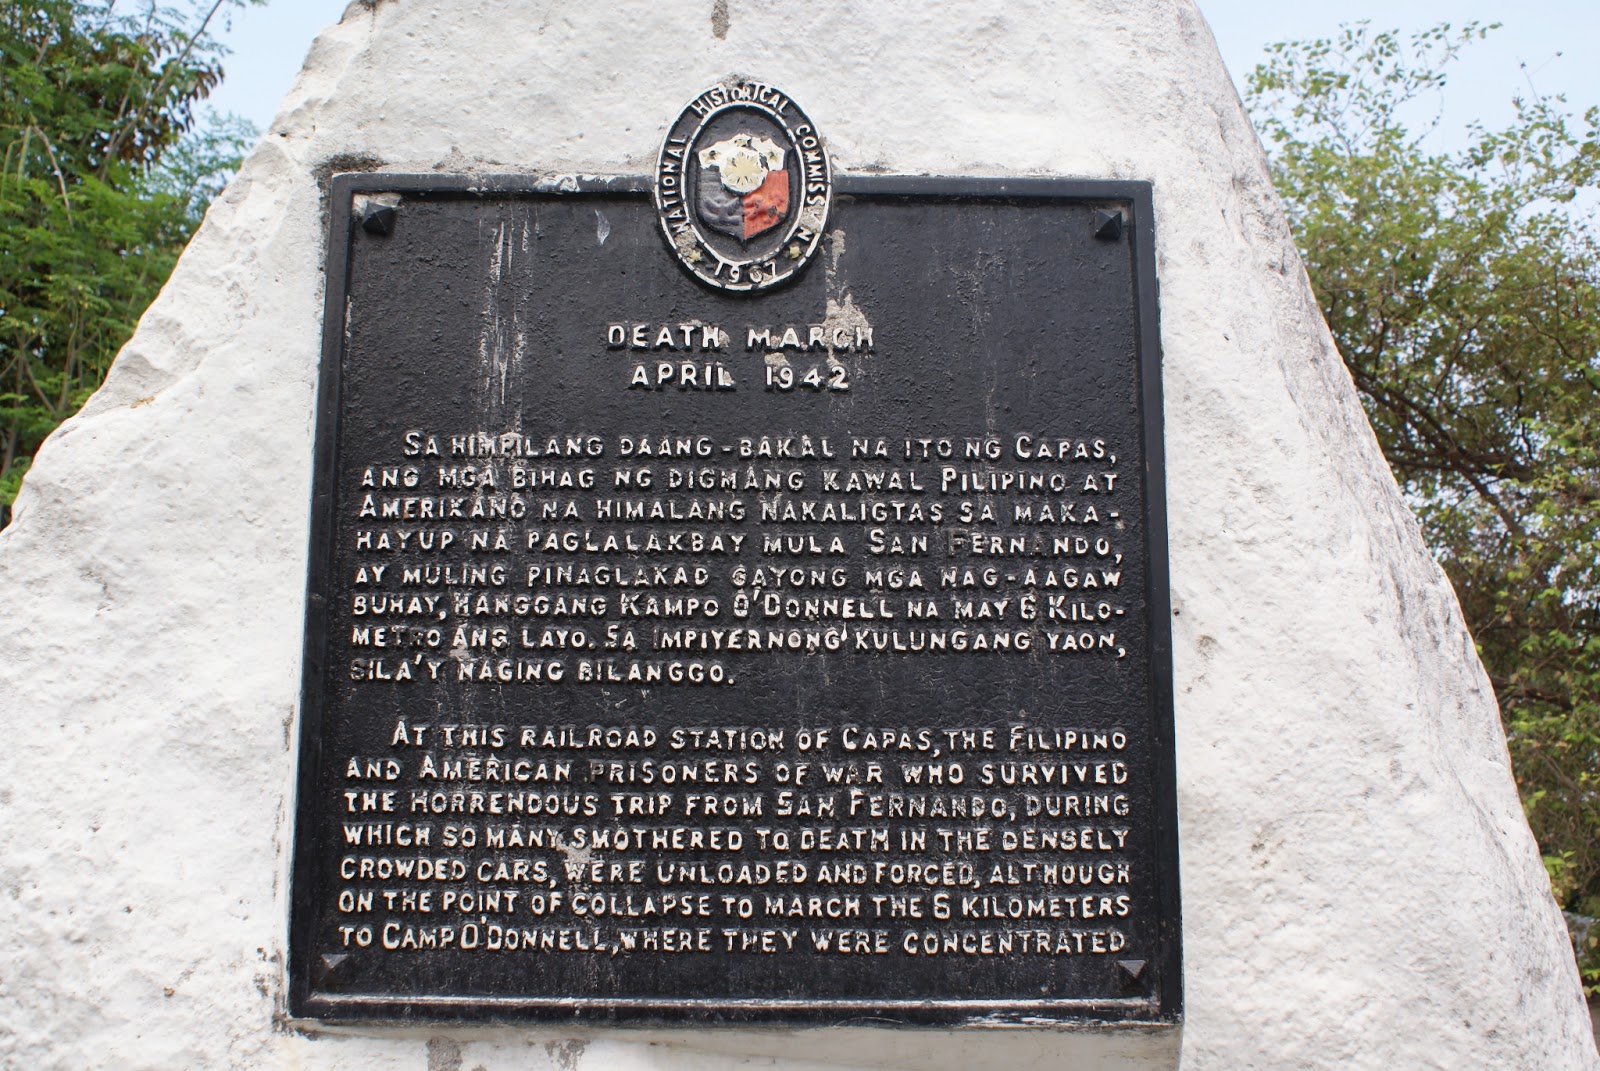 NATIONAL HISTORICAL COMMISSION
1967
DEATH MARCH
APRIL 1942
SA HIMPILANG DAANG-BAKAL NA ITO NG CAPAS,
ANG MGA BIHAG NG DIGMANG KAWAL PILIPINO AT
AMERIKANO NA HIMALANG NAKALIGTAS SA MAKA-
HAYUP NA PAGLALAKBAY MULA SAN FERNANDO,
AY MULING PINAGLAKAD GAYONG MGA NAG-AAGAW
BUHAY, HANGGANG KAMPO O'DONNELL NA MAY 6 KILO-
METRO ANG LAYO. SA IMPIYERNONG KULUNGANG YAON,
SILA'Y NAGING BILANGGO.
AT THIS RAILROAD STATION OF CAPAS, THE FILIPINO
AND AMERICAN PRISONERS OF WAR WHO SURVIVED
THE HORRENDOUS TRIP FROM SAN FERNANDO, DURING
WHICH SO MANY SMOTHERED TO DEATH IN THE DENSELY
CROWDED CARS, WERE UNLOADED AND FORCED, ALTHOUGH
ON THE POINT OF COLLAPSE TO MARCH THE 6 KILOMETERS
TO CAMP O'DONNELL, WHERE THEY WERE CONCENTRATED